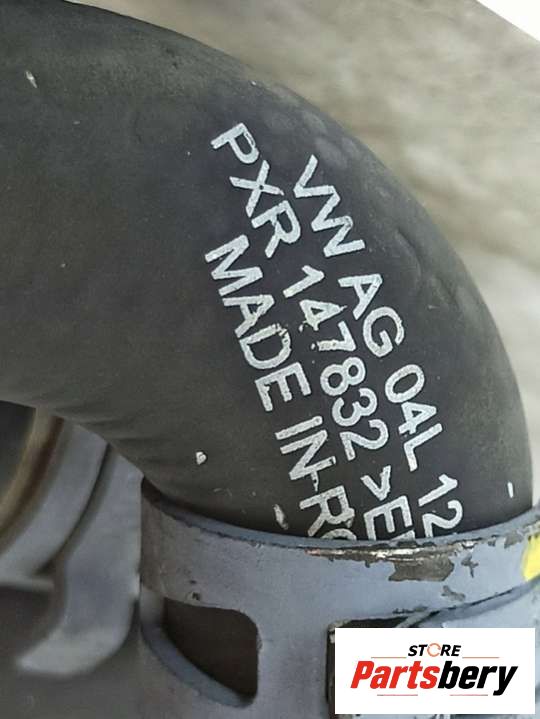 VW AG 04L 12
PXR 147832 >E
MADE IN R
STORE
Partsbery